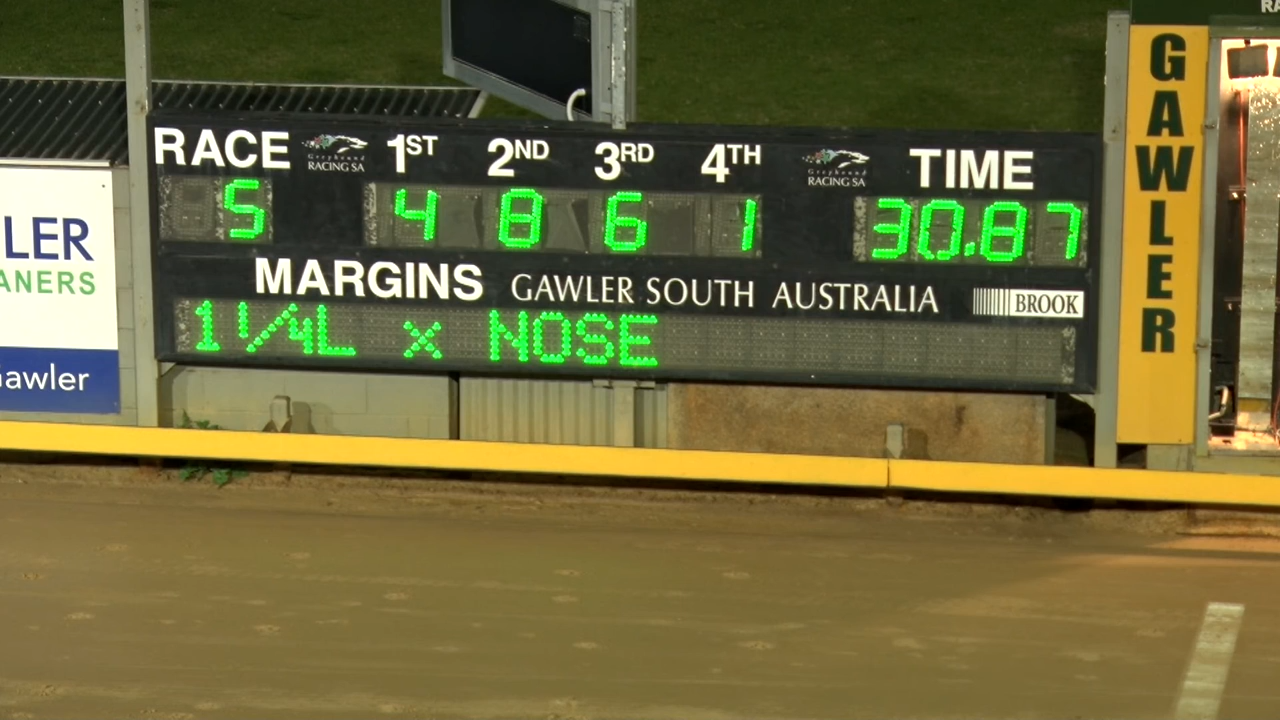 RACE Greyhound RACING SA 1ST 2ND 3RD 4TH Greyhound RACING SA TIME
5 4 8 6 1 30.87
MARGINS GAWLER SOUTH AUSTRALIA BROOK
1 1/4L x NOSE
GAWLER
LER
ANERS
awler
RA